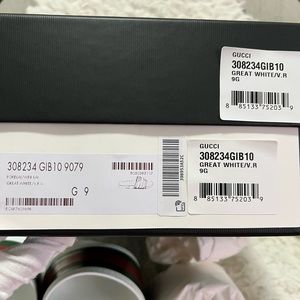 GUCCI
308234GIB10
GREAT WHITE/V.R
9G
8 85133 75203 9
308234 GIB10 9079
GREAT WHITE/V.R
G 9
GUCCI
308234GIB10
GREAT WHITE/V.R
9G
8 85133 75203 9